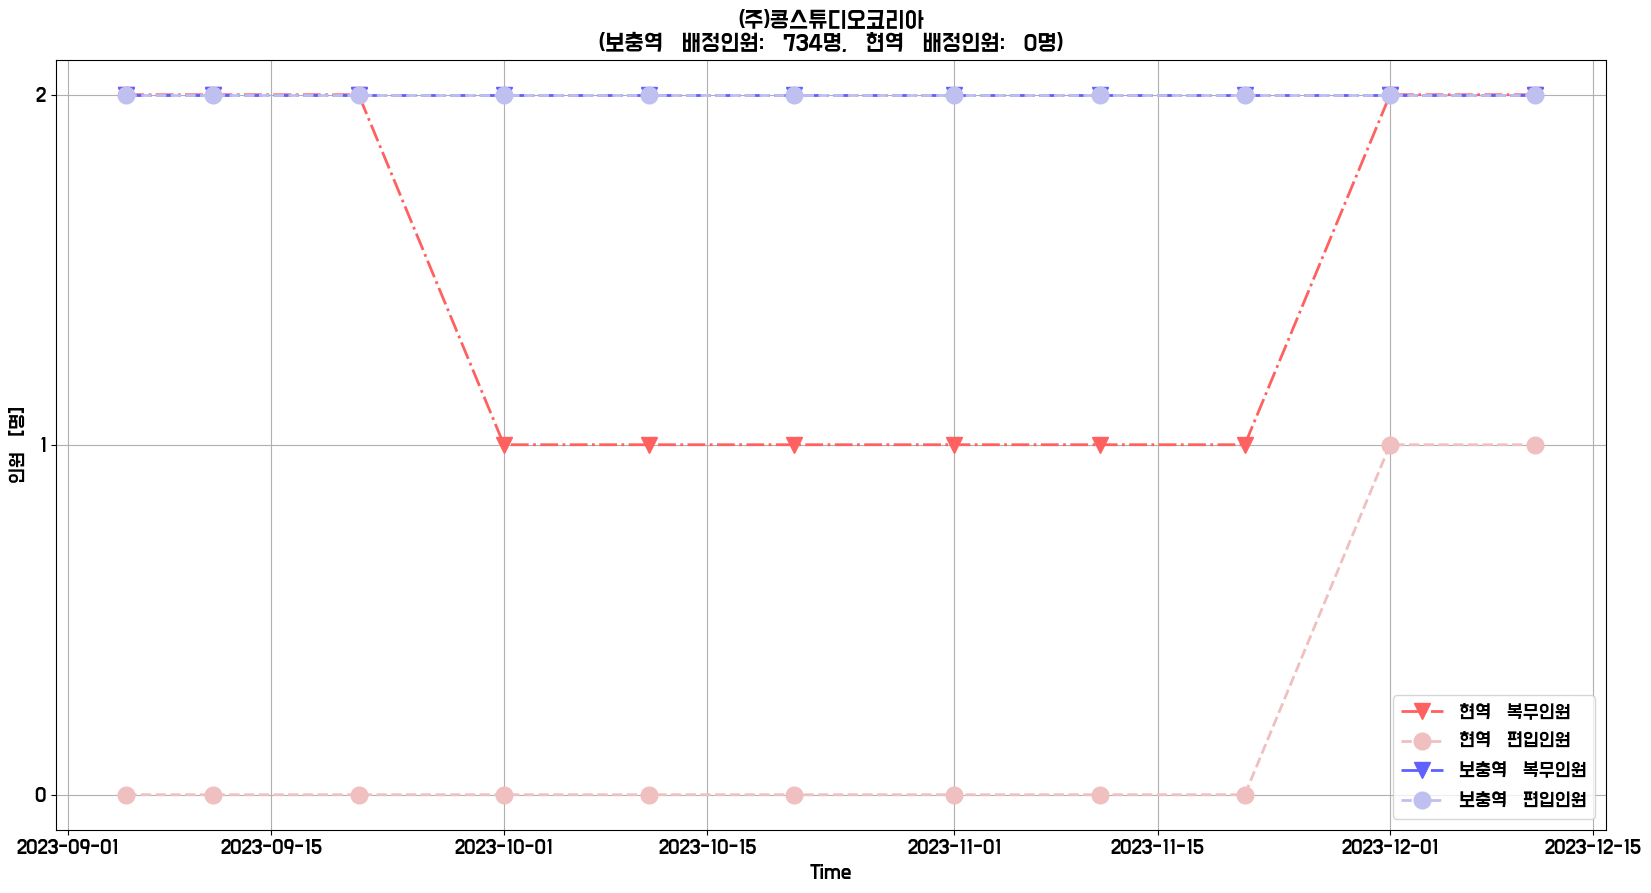 (주)콩스튜디오코리아
(보충역 배정인원: 734명, 현역 배정인원: 0명)
인원 [명]
2
1
0
2023-09-01 2023-09-15 2023-10-01 2023-10-15 2023-11-01 2023-11-15 2023-12-01 2023-12-15
Time
현역 복무인원
현역 편입인원
보충역 복무인원
보충역 편입인원